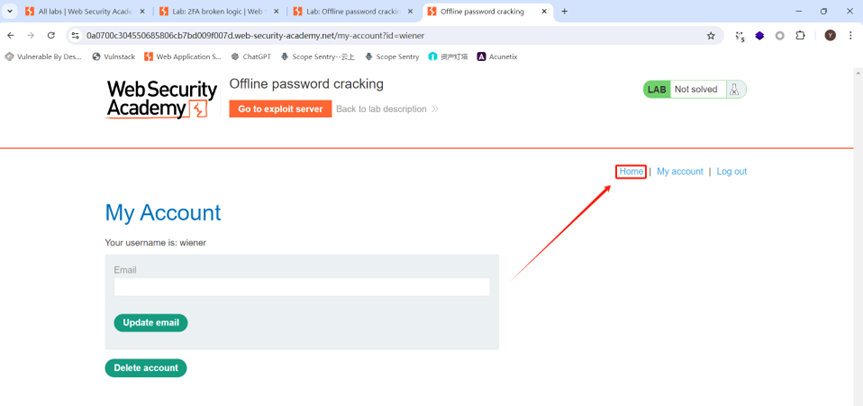 All labs | Web Security Acade
Lab: 2FA broken logic | Web S
Lab: Offline password crackin
Offline password cracking
0a0700c304550685806cb7bd009f007d.web-security-academy.net/my-account?id=wiener
Vulnerable By Des...
Vulnstack
Web Application S...
ChatGPT
Scope Sentry--云上
Scope Sentry
资产灯塔
Acunetix
Web Security Academy
Offline password cracking
Go to exploit server
Back to lab description
LAB Not solved
Home | My account | Log out
My Account
Your username is: wiener
Email
Update email
Delete account